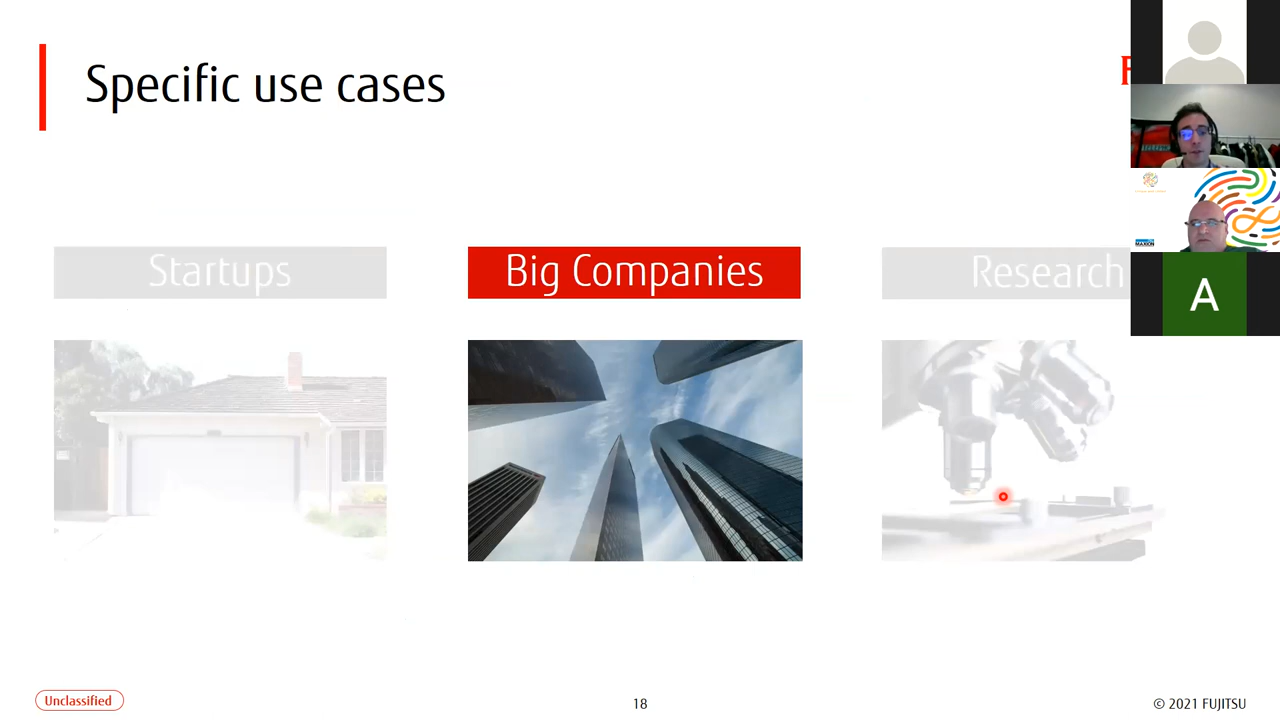 Specific use cases
F
Startups
Big Companies
Research
A
Unclassified
18
© 2021 FUJITSU